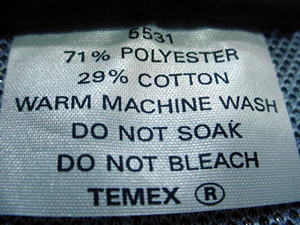 5531
71% POLYESTER
29% COTTON
WARM MACHINE WASH
DO NOT SOAK
DO NOT BLEACH
TEMEX ®